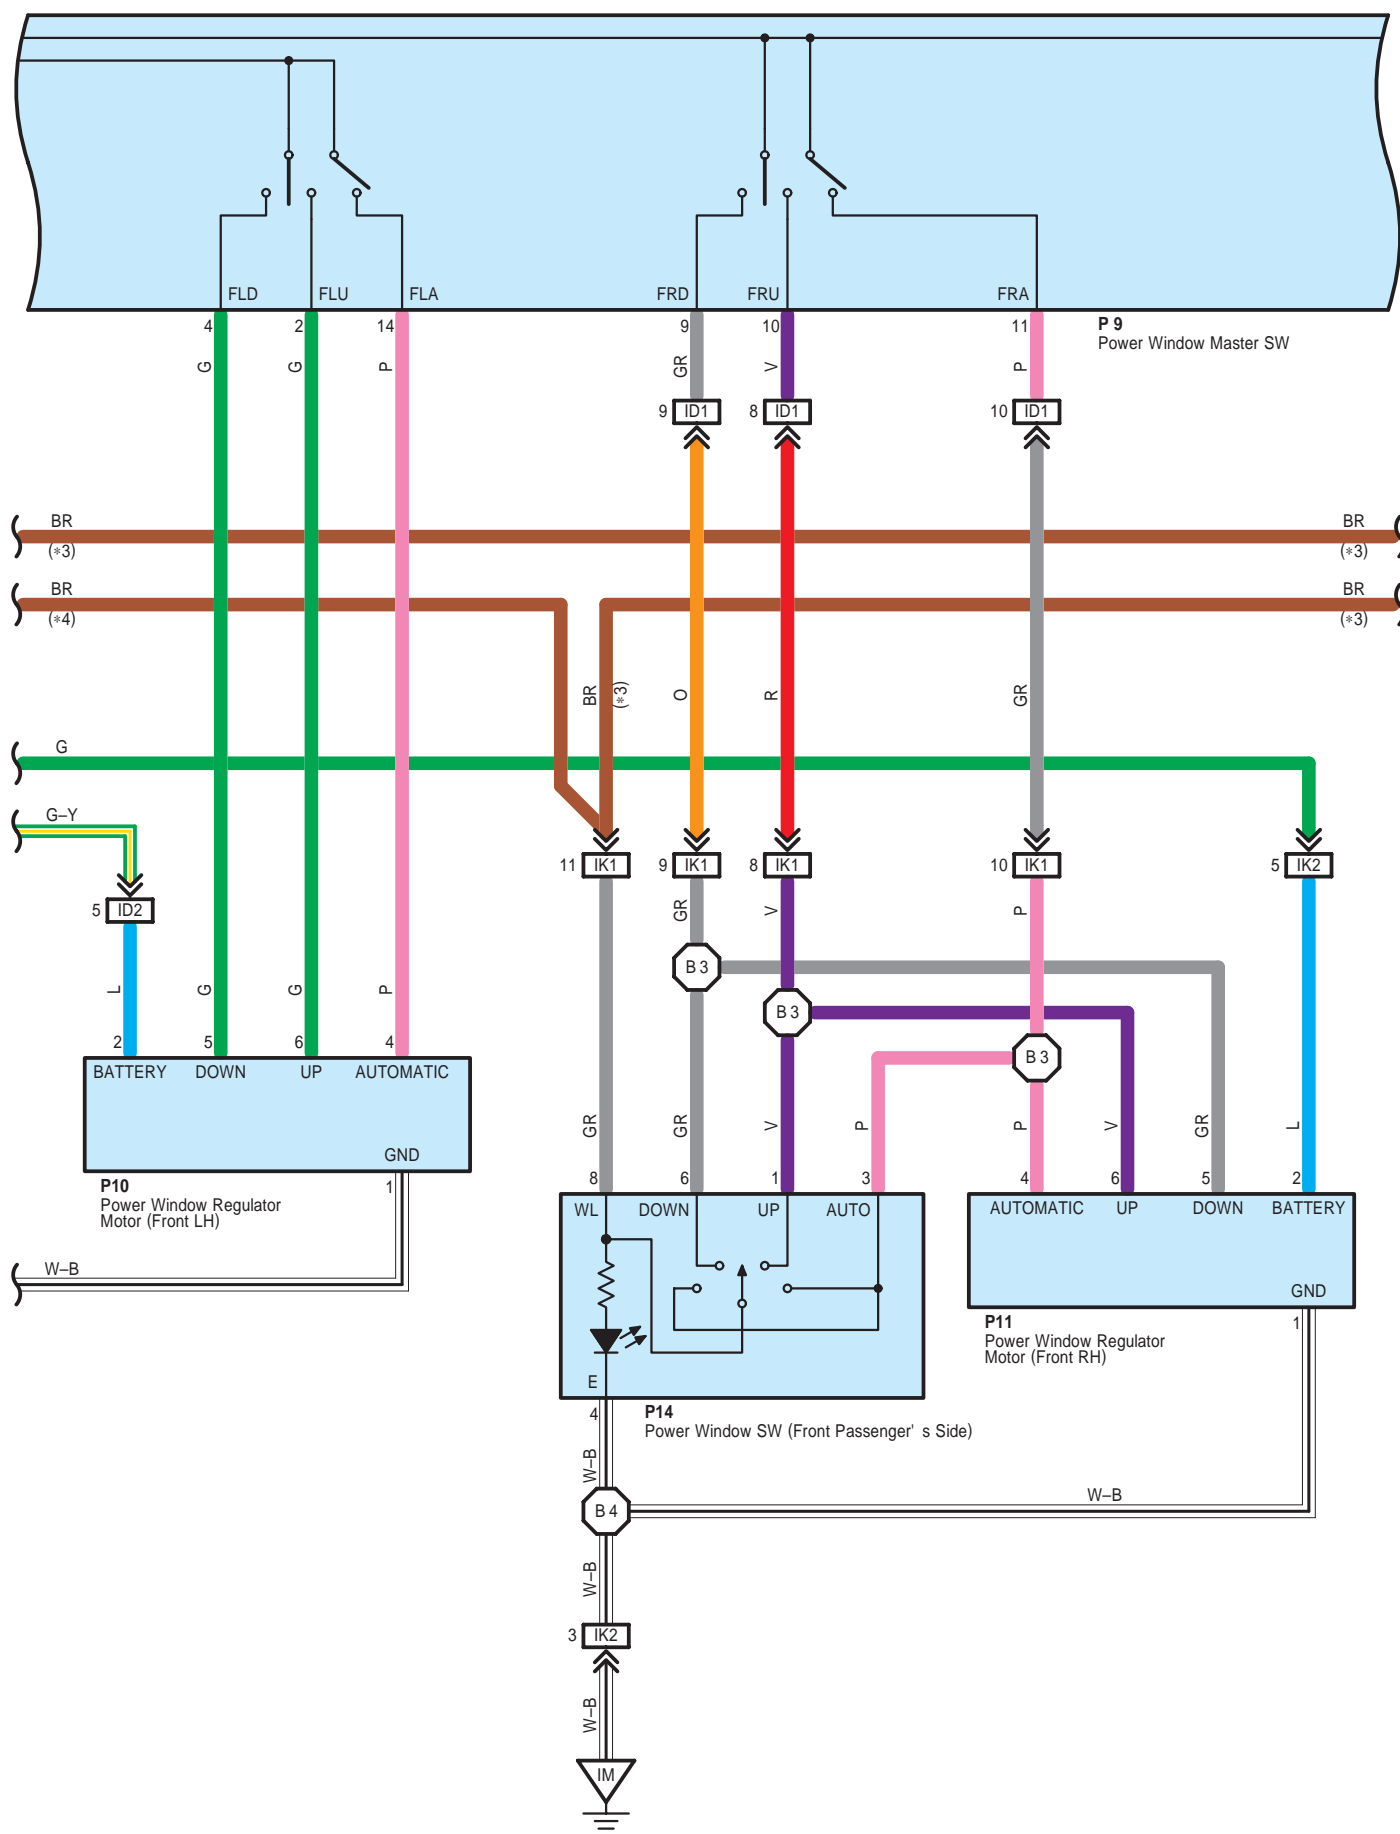 FLD FLU FLA FRD FRU FRA
4 2 14 9 10 11
P 9
Power Window Master SW
G G P GR V P
9 ID1 8 ID1 10 ID1
BR BR
(*3) (*3)
BR BR
(*4) (*3)
BR (*3) O R GR
G
G–Y
11 IK1 9 IK1 8 IK1 10 IK1 5 IK2
5 ID2
GR V P
B 3
B 3
B 3
L G G P
2 5 6 4
BATTERY DOWN UP AUTOMATIC
GND
1
P10
Power Window Regulator
Motor (Front LH)
W–B
GR GR V P P V GR L
8 6 1 3 4 6 5 2
WL DOWN UP AUTO
AUTOMATIC UP DOWN BATTERY
GND
1
P11
Power Window Regulator
Motor (Front RH)
E
4
P14
Power Window SW (Front Passenger' s Side)
W–B
B 4
W–B
W–B
3 IK2
W–B
IM